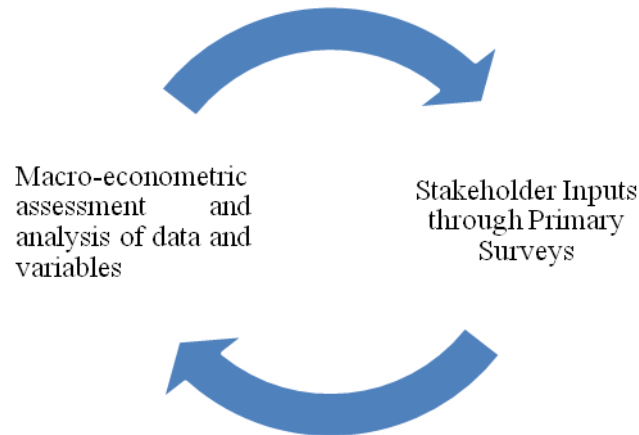 Macro-econometric
assessment and
analysis of data and
variables
Stakeholder Inputs
through Primary
Surveys